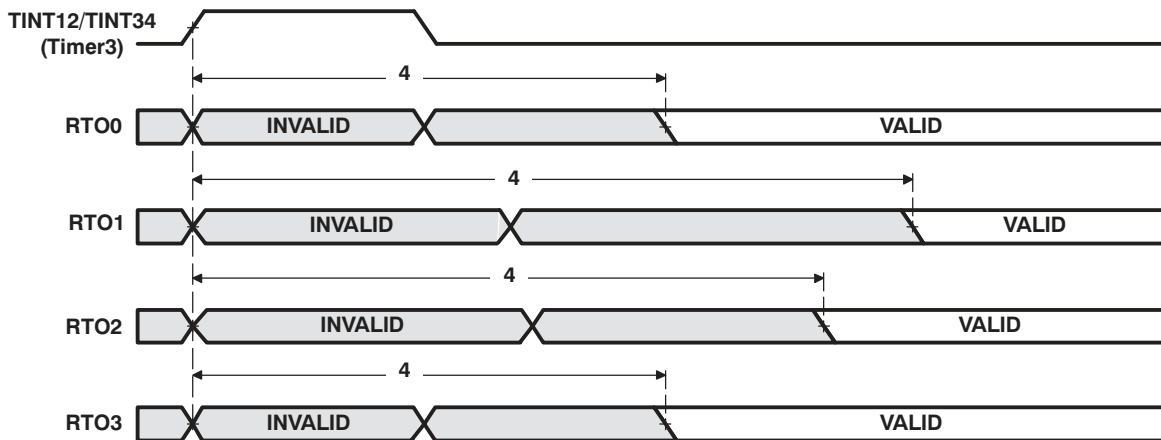 TINT12/TINT34
(Timer3)
4
RTO0 INVALID VALID
4
RTO1 INVALID VALID
4
RTO2 INVALID VALID
4
RTO3 INVALID VALID